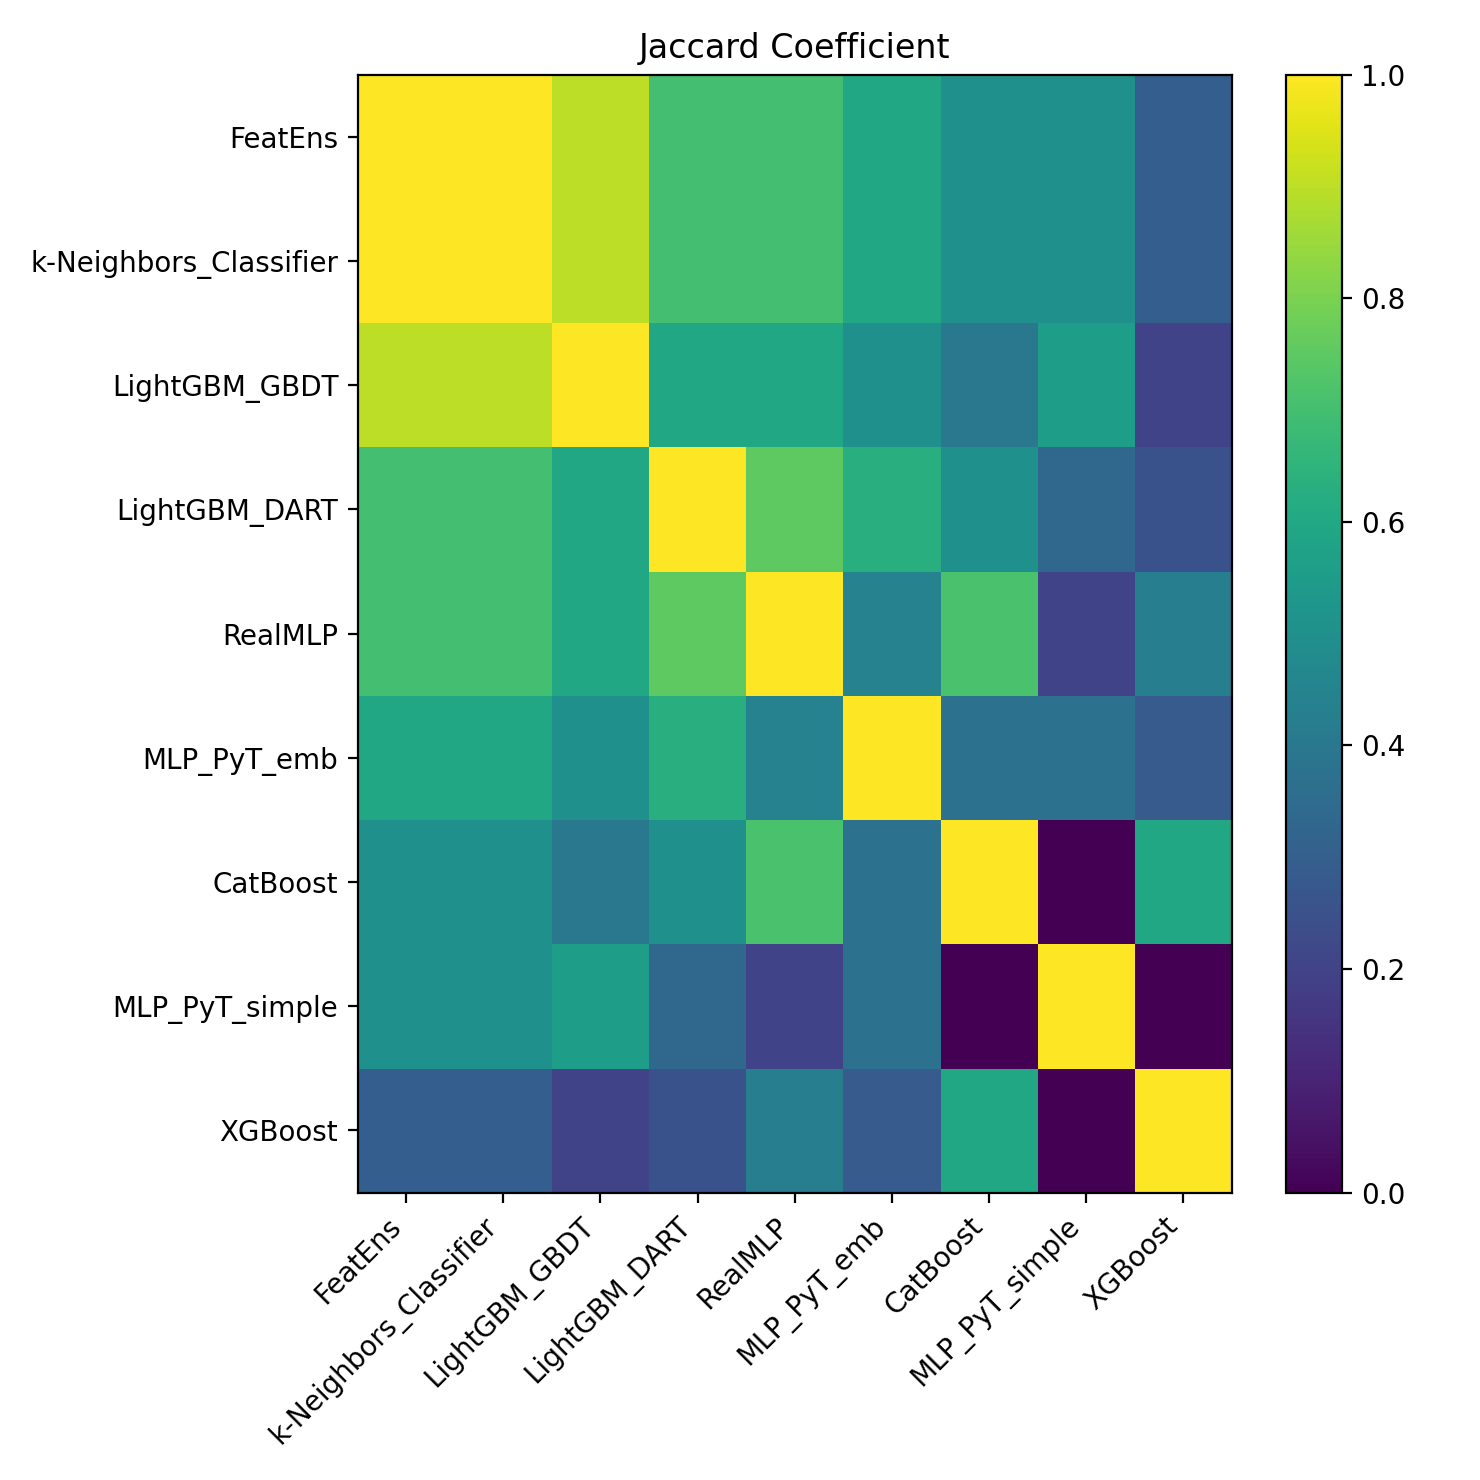 Jaccard Coefficient
FeatEns
k-Neighbors_Classifier
LightGBM_GBDT
LightGBM_DART
RealMLP
MLP_PyT_emb
CatBoost
MLP_PyT_simple
XGBoost
1.0
0.8
0.6
0.4
0.2
0.0
FeatEns
k-Neighbors_Classifier
LightGBM_GBDT
LightGBM_DART
RealMLP
MLP_PyT_emb
CatBoost
MLP_PyT_simple
XGBoost